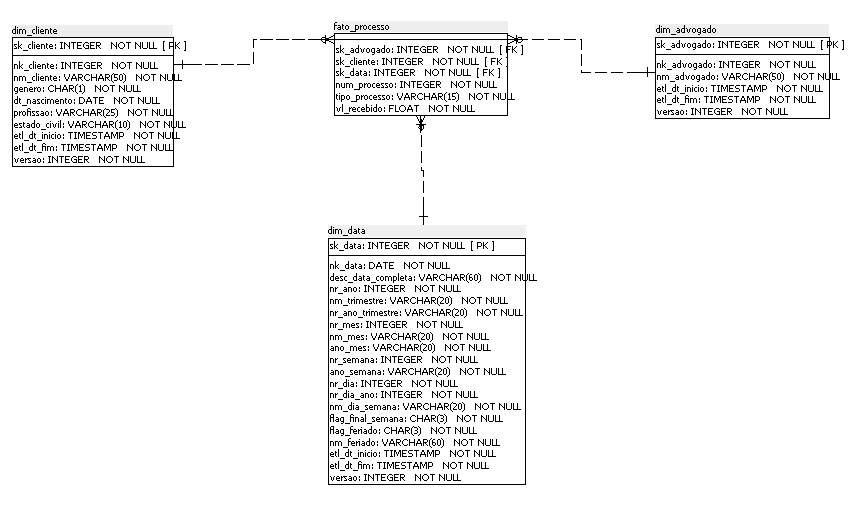 dim_cliente
sk_cliente: INTEGER NOT NULL [ PK ]
nk_cliente: INTEGER NOT NULL
nm_cliente: VARCHAR(50) NOT NULL
genero: CHAR(1) NOT NULL
dt_nascimento: DATE NOT NULL
profissao: VARCHAR(25) NOT NULL
estado_civil: VARCHAR(10) NOT NULL
etl_dt_inicio: TIMESTAMP NOT NULL
etl_dt_fim: TIMESTAMP NOT NULL
versao: INTEGER NOT NULL
fato_processo
sk_advogado: INTEGER NOT NULL [ FK ]
sk_cliente: INTEGER NOT NULL [ FK ]
sk_data: INTEGER NOT NULL [ FK ]
num_processo: INTEGER NOT NULL
tipo_processo: VARCHAR(15) NOT NULL
vl_recebido: FLOAT NOT NULL
dim_advogado
sk_advogado: INTEGER NOT NULL [ PK ]
nk_advogado: INTEGER NOT NULL
nm_advogado: VARCHAR(50) NOT NULL
etl_dt_inicio: TIMESTAMP NOT NULL
etl_dt_fim: TIMESTAMP NOT NULL
versao: INTEGER NOT NULL
dim_data
sk_data: INTEGER NOT NULL [ PK ]
nk_data: DATE NOT NULL
desc_data_completa: VARCHAR(60) NOT NULL
nr_ano: INTEGER NOT NULL
nm_trimestre: VARCHAR(20) NOT NULL
nr_ano_trimestre: VARCHAR(20) NOT NULL
nr_mes: INTEGER NOT NULL
nm_mes: VARCHAR(20) NOT NULL
ano_mes: VARCHAR(20) NOT NULL
nr_semana: INTEGER NOT NULL
ano_semana: VARCHAR(20) NOT NULL
nr_dia: INTEGER NOT NULL
nr_dia_ano: INTEGER NOT NULL
nm_dia_semana: VARCHAR(20) NOT NULL
flag_final_semana: CHAR(3) NOT NULL
flag_feriado: CHAR(3) NOT NULL
nm_feriado: VARCHAR(60) NOT NULL
etl_dt_inicio: TIMESTAMP NOT NULL
etl_dt_fim: TIMESTAMP NOT NULL
versao: INTEGER NOT NULL